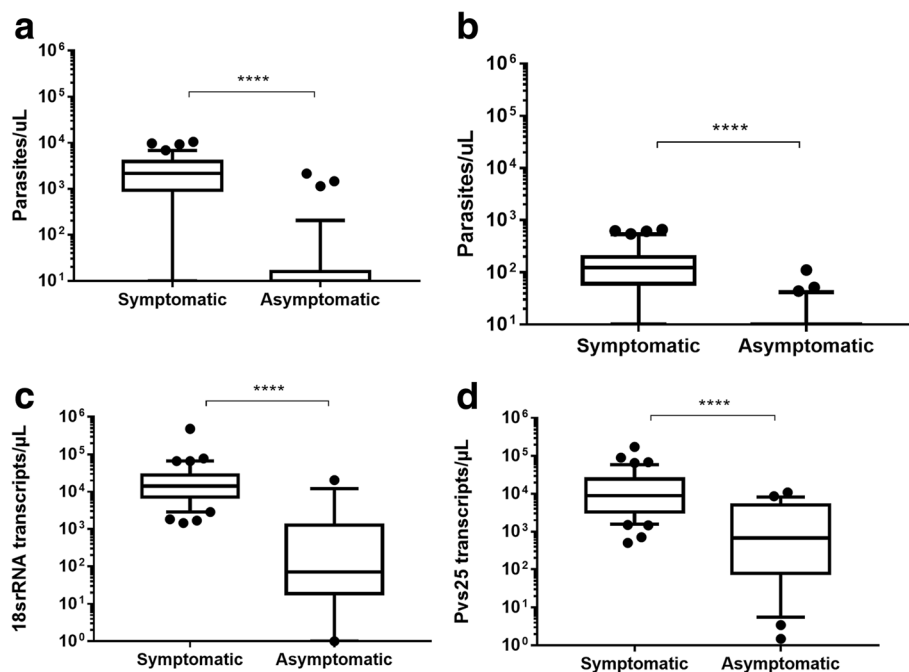 a
Parasites/uL
10⁶
10⁵
10⁴
10³
10²
10¹
****
Symptomatic Asymptomatic
b
Parasites/uL
10⁶
10⁵
10⁴
10³
10²
10¹
****
Symptomatic Asymptomatic
c
18srRNA transcripts/µL
10⁶
10⁵
10⁴
10³
10²
10¹
10⁰
****
Symptomatic Asymptomatic
d
Pvs25 transcripts/µL
10⁶
10⁵
10⁴
10³
10²
10¹
10⁰
****
Symptomatic Asymptomatic